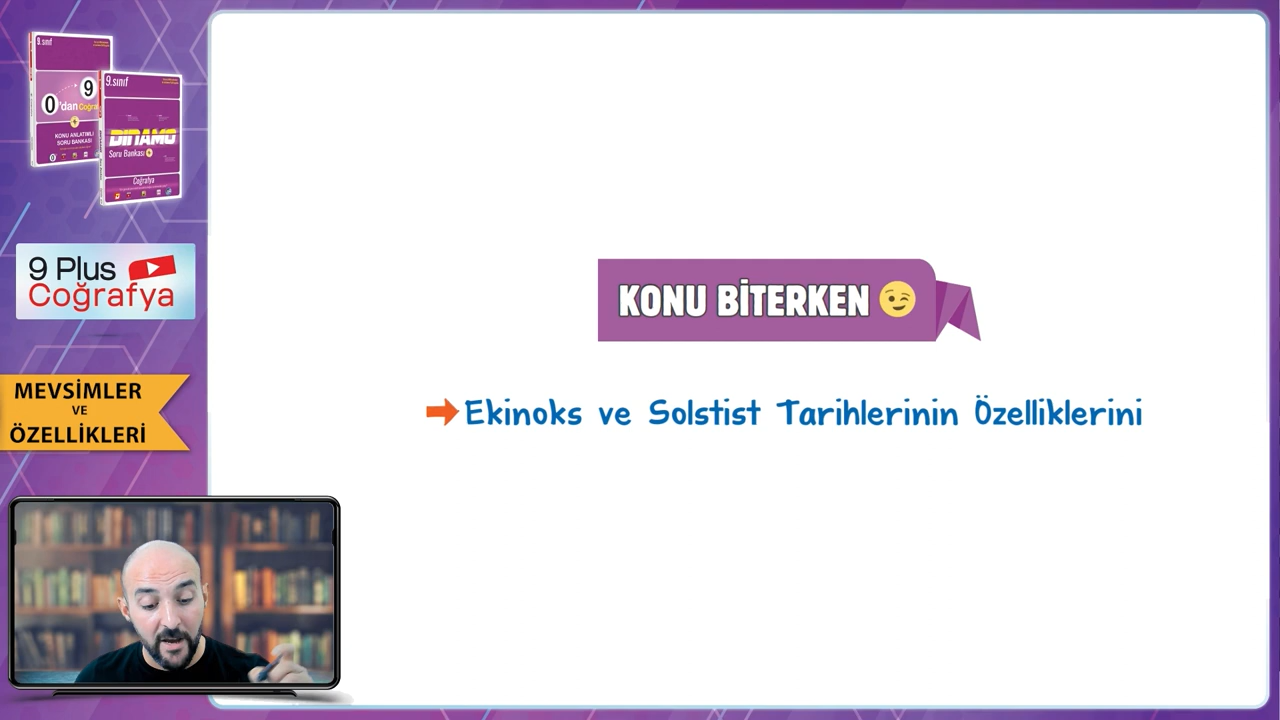 9.sınıf
9
0'dan Coğra
KONU ANLATIMLI
SORU BANKASI
9.sınıf
DİNAMO
Soru Bankası
Coğrafya
9 Plus
Coğrafya
MEVSİMLER
VE
ÖZELLİKLERİ
KONU BİTERKEN
Ekinoks ve Solstist Tarihlerinin Özelliklerini